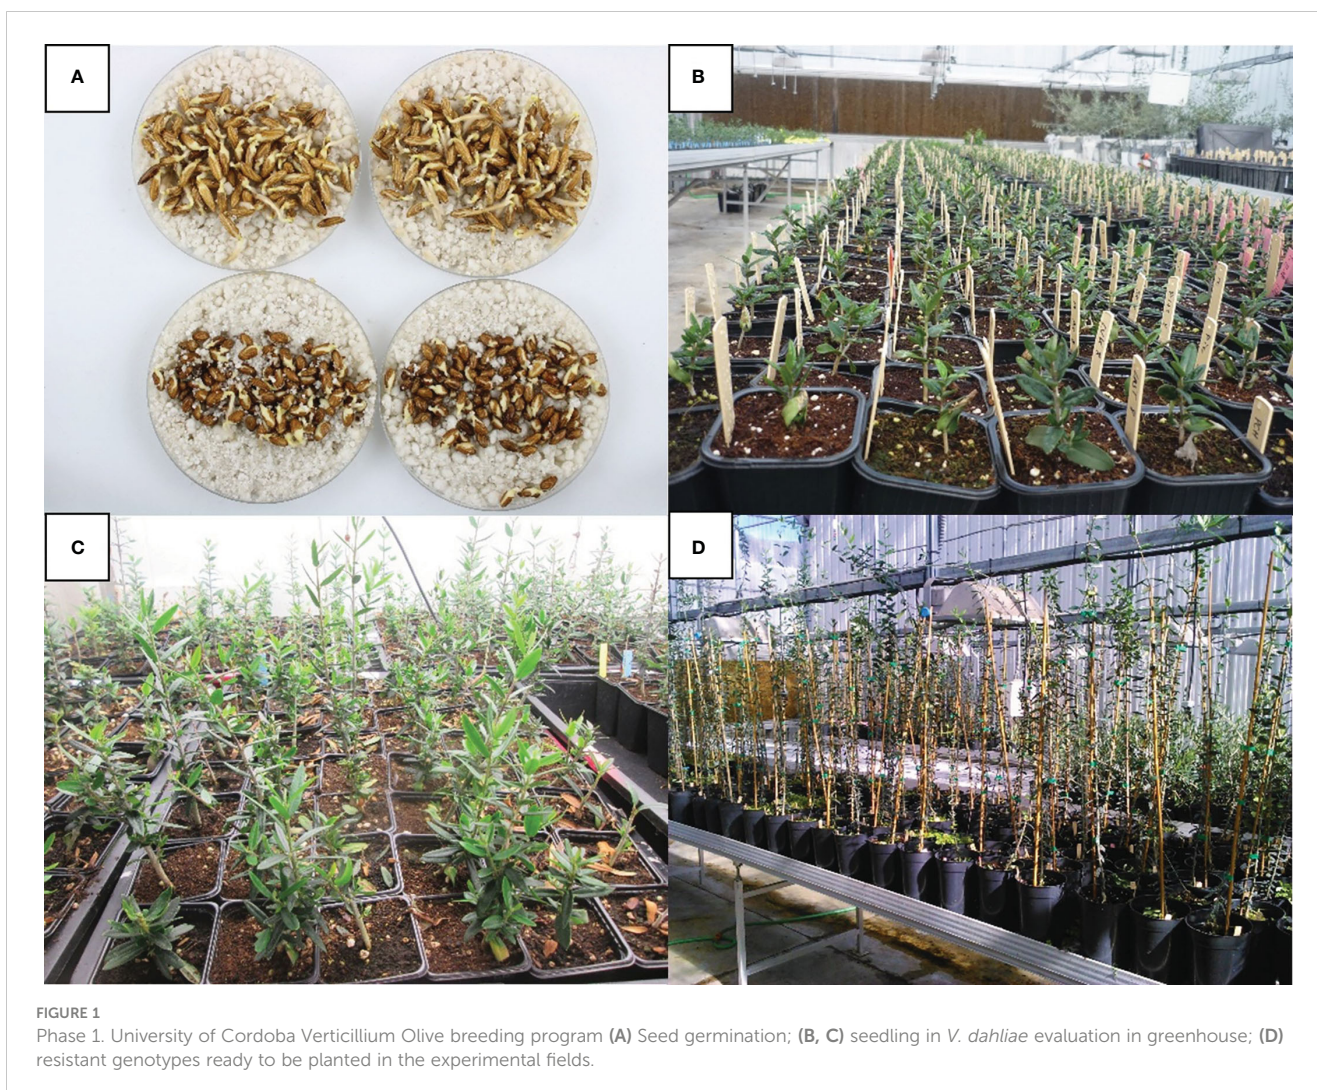 A
B
C
D
FIGURE 1
Phase 1. University of Cordoba Verticillium Olive breeding program (A) Seed germination; (B, C) seedling in V. dahliae evaluation in greenhouse; (D)
resistant genotypes ready to be planted in the experimental fields.